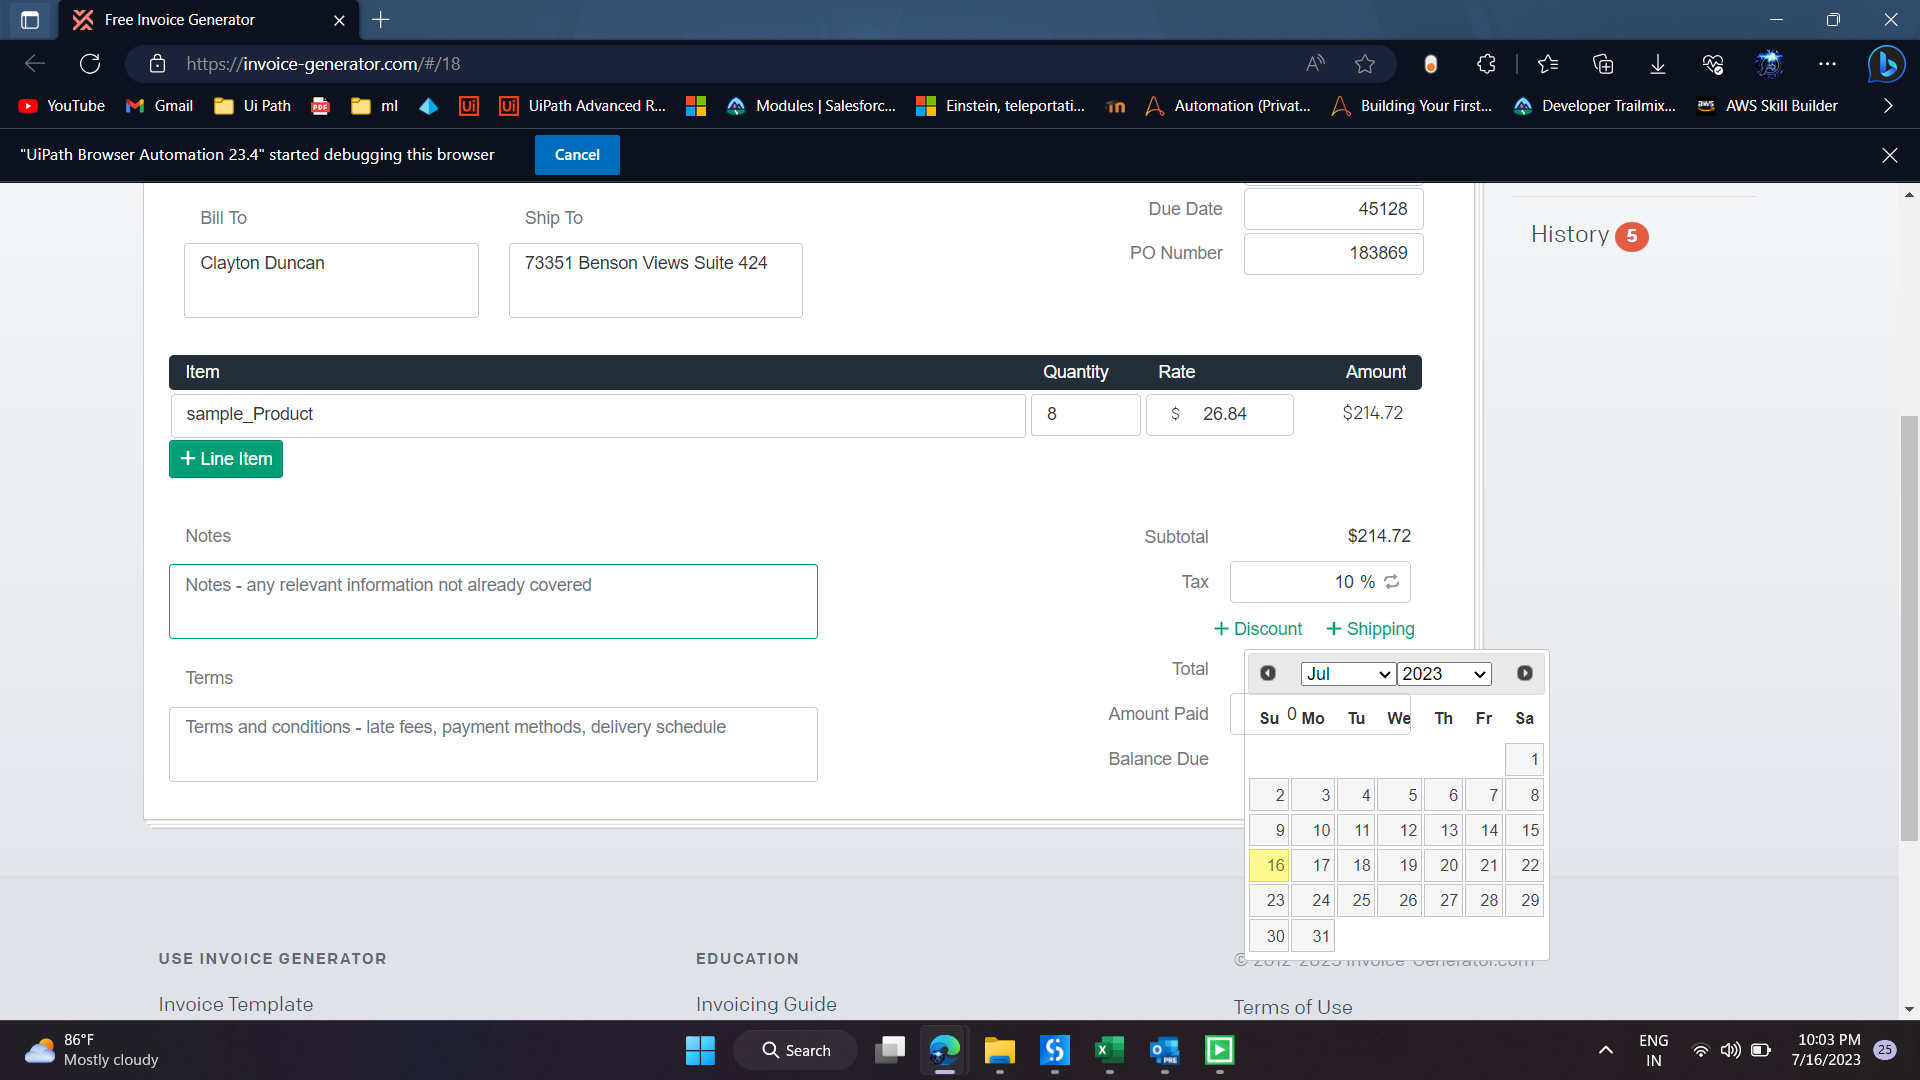 Free Invoice Generator
https://invoice-generator.com/#/18
YouTube Gmail Ui Path PDF ml Ui Ui UiPath Advanced R... Modules | Salesforc... Einstein, teleportati... Automation (Privat... Building Your First... Developer Trailmix... aws AWS Skill Builder
"UiPath Browser Automation 23.4" started debugging this browser Cancel
Due Date 45128
Bill To Ship To
History 5
PO Number 183869
Clayton Duncan 73351 Benson Views Suite 424
Item Quantity Rate Amount
sample_Product 8 $ 26.84 $214.72
+ Line Item
Notes
Subtotal $214.72
Notes - any relevant information not already covered
Tax 10 %
+ Discount + Shipping
Total
Terms
Jul 2023
Amount Paid 0
Su Mo Tu We Th Fr Sa
Terms and conditions - late fees, payment methods, delivery schedule
Balance Due
1
2 3 4 5 6 7 8
9 10 11 12 13 14 15
16 17 18 19 20 21 22
23 24 25 26 27 28 29
30 31
USE INVOICE GENERATOR EDUCATION © 2012-2023 Invoice-Generator.com
Invoice Template Invoicing Guide Terms of Use
86°F
Mostly cloudy
Search
PRE
ENG
IN
10:03 PM
7/16/2023
25